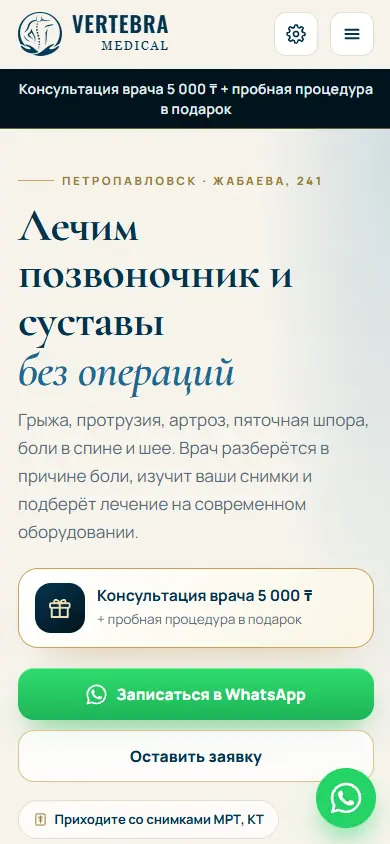 VERTEBRA
MEDICAL
Консультация врача 5 000 ₸ + пробная процедура
в подарок
ПЕТРОПАВЛОВСК · ЖАБАЕВА, 241
Лечим
позвоночник и
суставы
без операций
Грыжа, протрузия, артроз, пяточная шпора,
боли в спине и шее. Врач разберётся в
причине боли, изучит ваши снимки и
подберёт лечение на современном
оборудовании.
Консультация врача 5 000 ₸
+ пробная процедура в подарок
Записаться в WhatsApp
Оставить заявку
Приходите со снимками МРТ, КТ